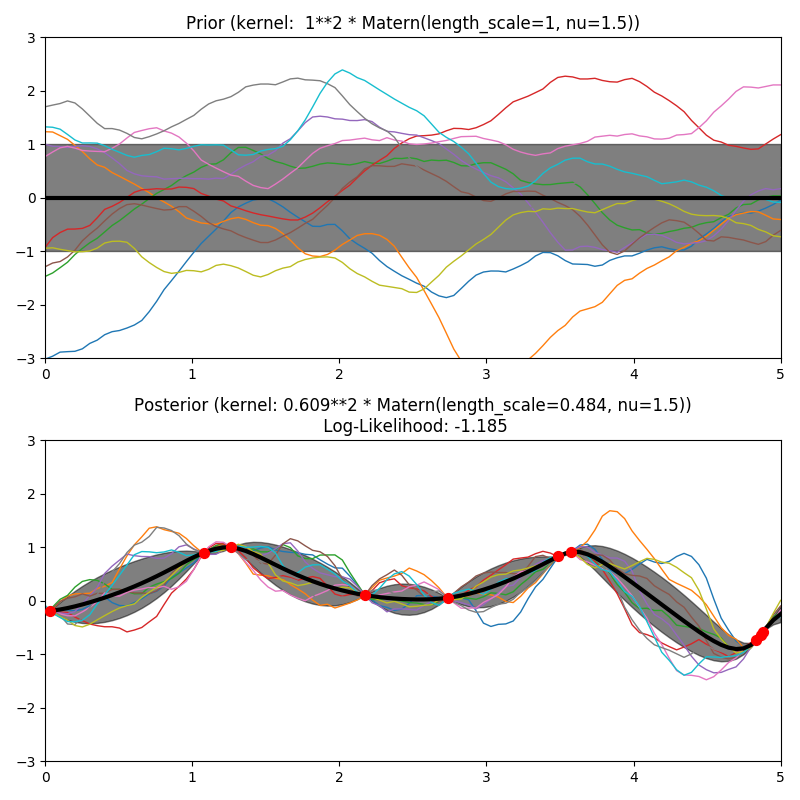 Prior (kernel:  1**2 * Matern(length_scale=1, nu=1.5))
3
2
1
0
−1
−2
−3
0 1 2 3 4 5
Posterior (kernel: 0.609**2 * Matern(length_scale=0.484, nu=1.5))
Log-Likelihood: -1.185
3
2
1
0
−1
−2
−3
0 1 2 3 4 5